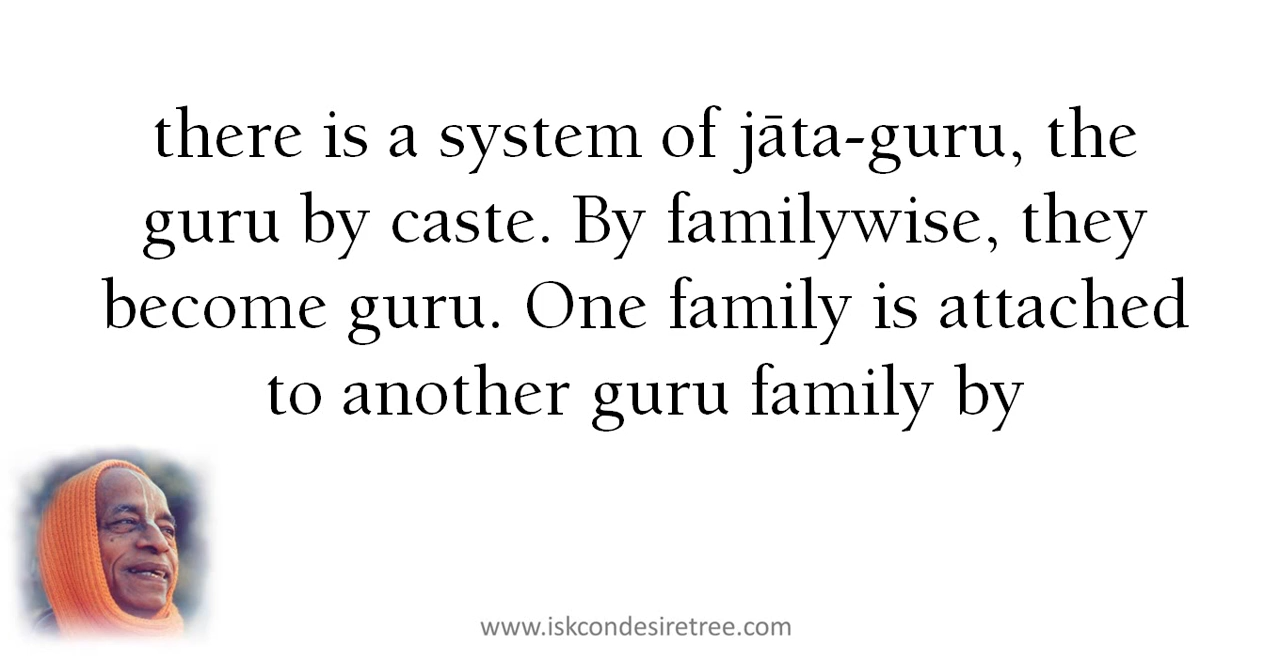 there is a system of jāta-guru, the
guru by caste. By familywise, they
become guru. One family is attached
to another guru family by
www.iskcondesiretree.com